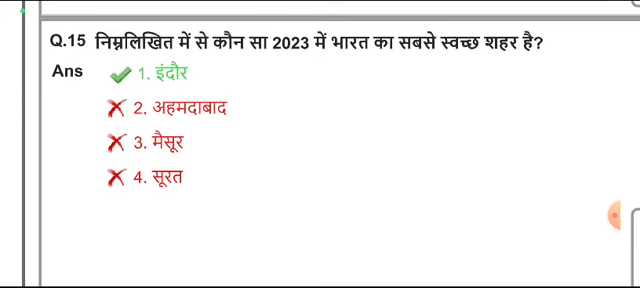 Q.15 निम्नलिखित में से कौन सा 2023 में भारत का सबसे स्वच्छ शहर है?
Ans 1. इंदौर
2. अहमदाबाद
3. मैसूर
4. सूरत